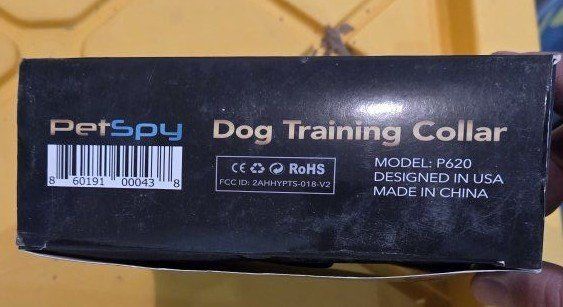 PetSpy
Dog Training Collar
8 60191 00043 8
CE RoHS
FCC ID: 2AHHYPTS-018-V2
MODEL: P620
DESIGNED IN USA
MADE IN CHINA